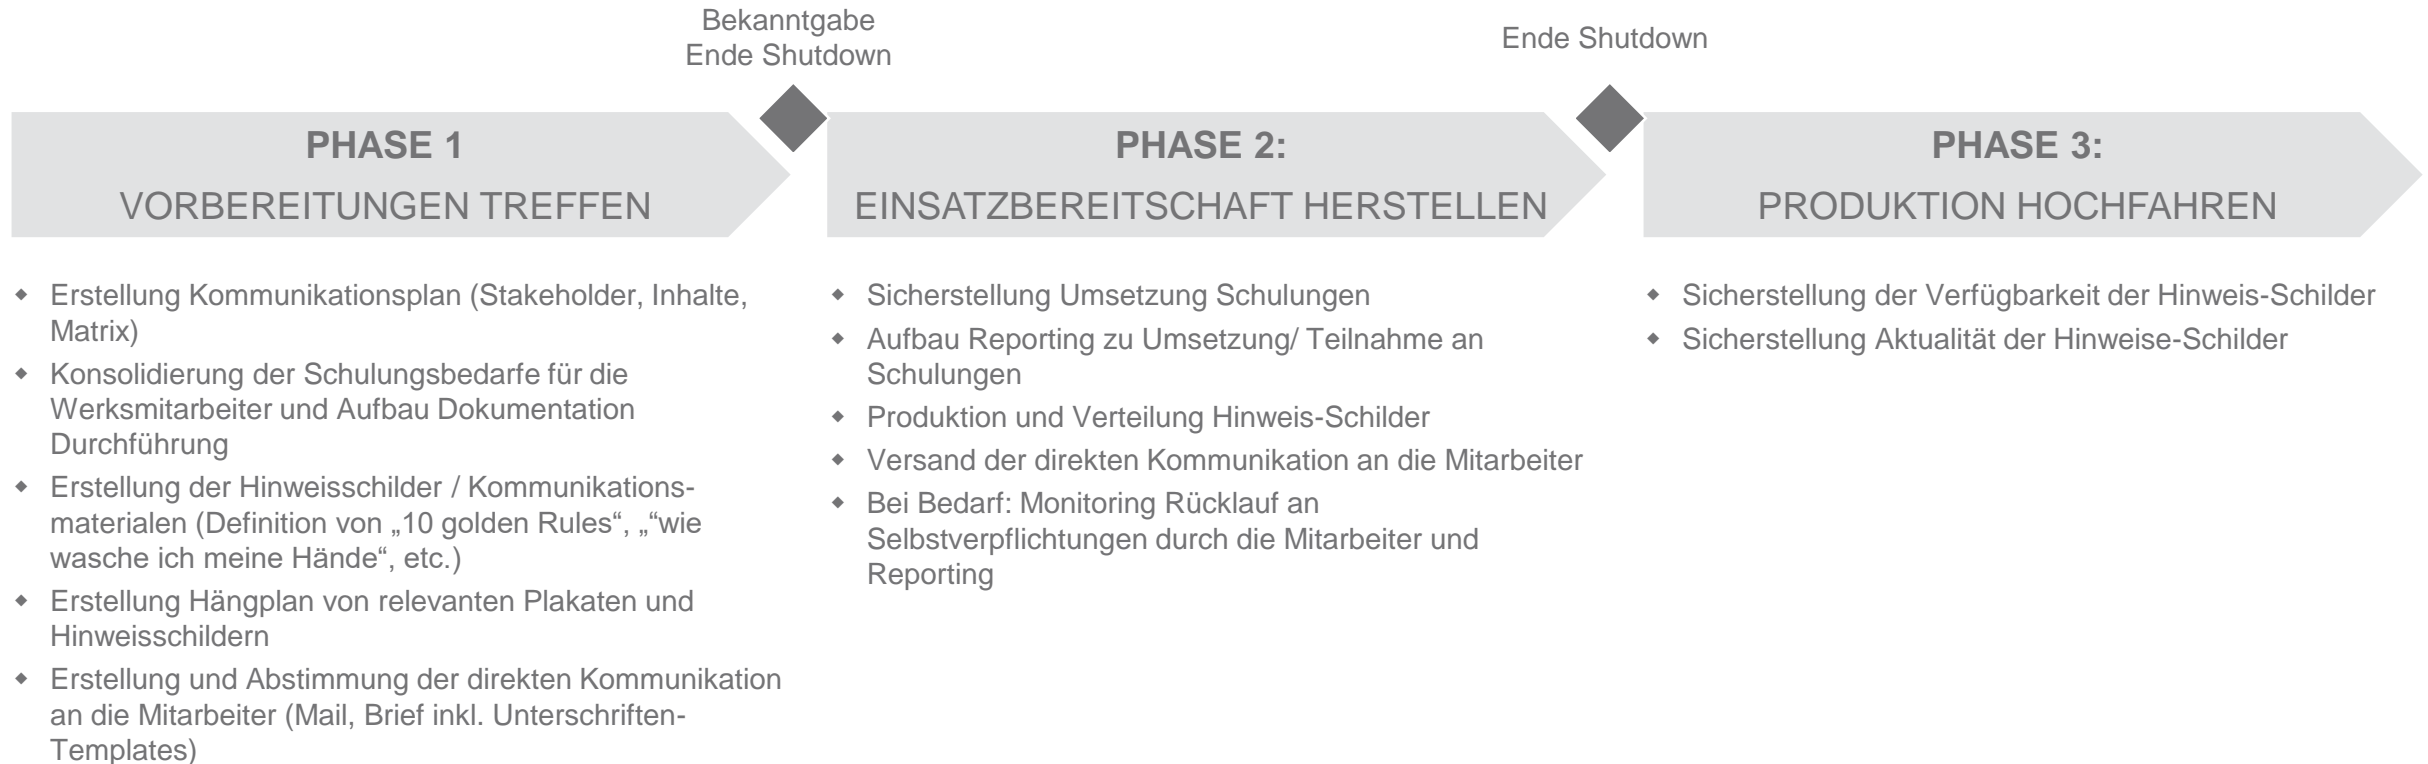 Bekanntgabe
Ende Shutdown
Ende Shutdown
PHASE 1
VORBEREITUNGEN TREFFEN
PHASE 2:
EINSATZBEREITSCHAFT HERSTELLEN
PHASE 3:
PRODUKTION HOCHFAHREN
Erstellung Kommunikationsplan (Stakeholder, Inhalte,
Matrix)
Konsolidierung der Schulungsbedarfe für die
Werksmitarbeiter und Aufbau Dokumentation
Durchführung
Erstellung der Hinweisschilder / Kommunikations-
materialen (Definition von „10 golden Rules“, „“wie
wasche ich meine Hände“, etc.)
Erstellung Hängplan von relevanten Plakaten und
Hinweisschildern
Erstellung und Abstimmung der direkten Kommunikation
an die Mitarbeiter (Mail, Brief inkl. Unterschriften-
Templates)
Sicherstellung Umsetzung Schulungen
Aufbau Reporting zu Umsetzung/ Teilnahme an
Schulungen
Produktion und Verteilung Hinweis-Schilder
Versand der direkten Kommunikation an die Mitarbeiter
Bei Bedarf: Monitoring Rücklauf an
Selbstverpflichtungen durch die Mitarbeiter und
Reporting
Sicherstellung der Verfügbarkeit der Hinweis-Schilder
Sicherstellung Aktualität der Hinweise-Schilder